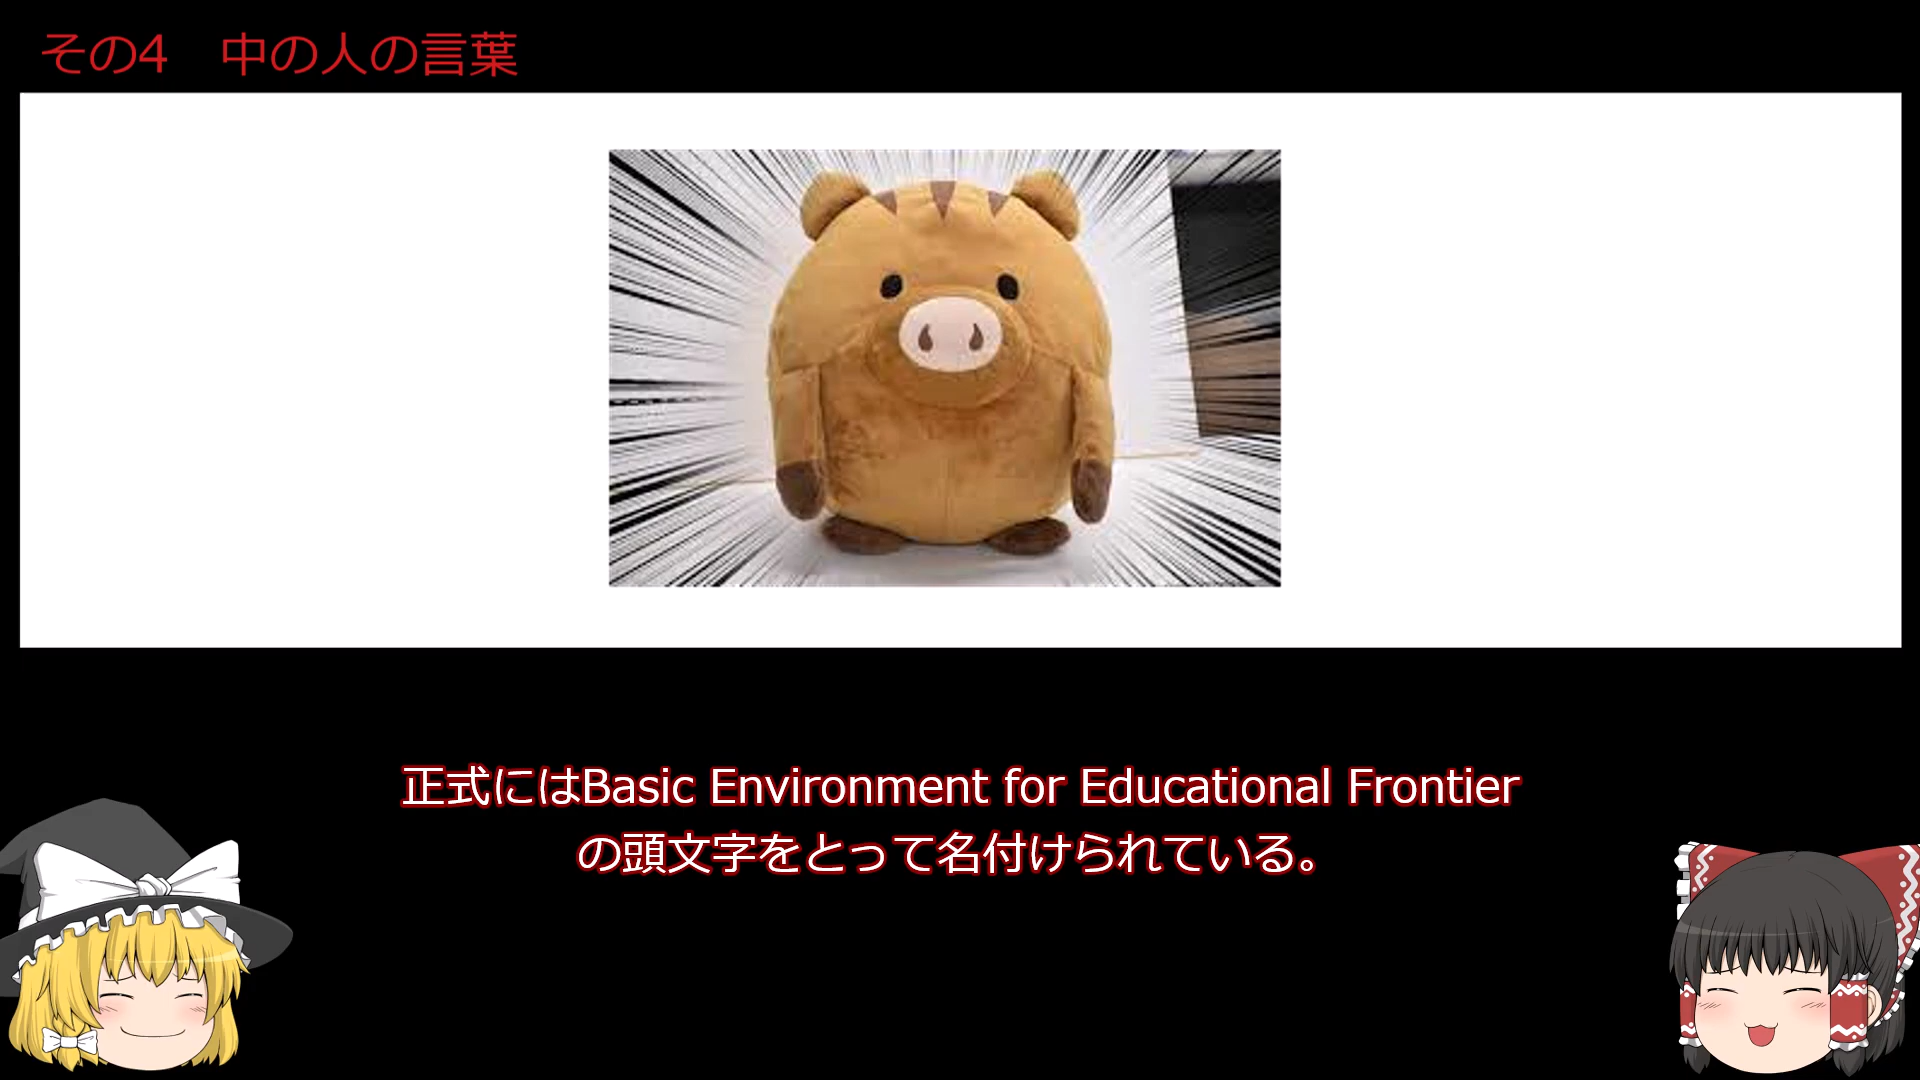 その4　中の人の言葉
正式にはBasic Environment for Educational Frontier
の頭文字をとって名付けられている。